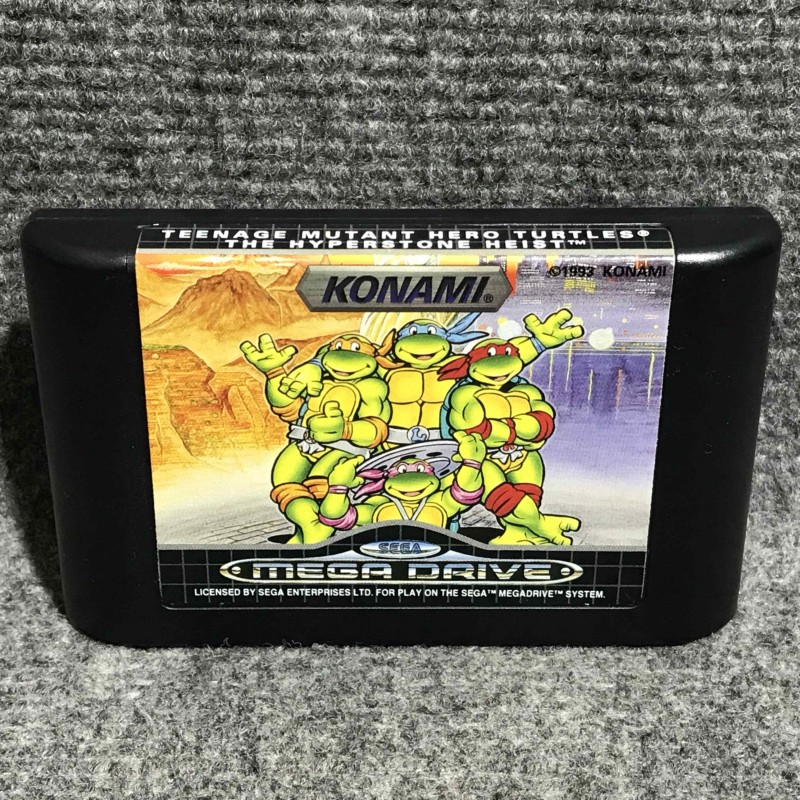 TEENAGE MUTANT HERO TURTLES®
THE HYPERSTONE HEIST™
KONAMI®
©1993 KONAMI
SEGA
MEGA DRIVE
LICENSED BY SEGA ENTERPRISES LTD. FOR PLAY ON THE SEGA™ MEGADRIVE™ SYSTEM.